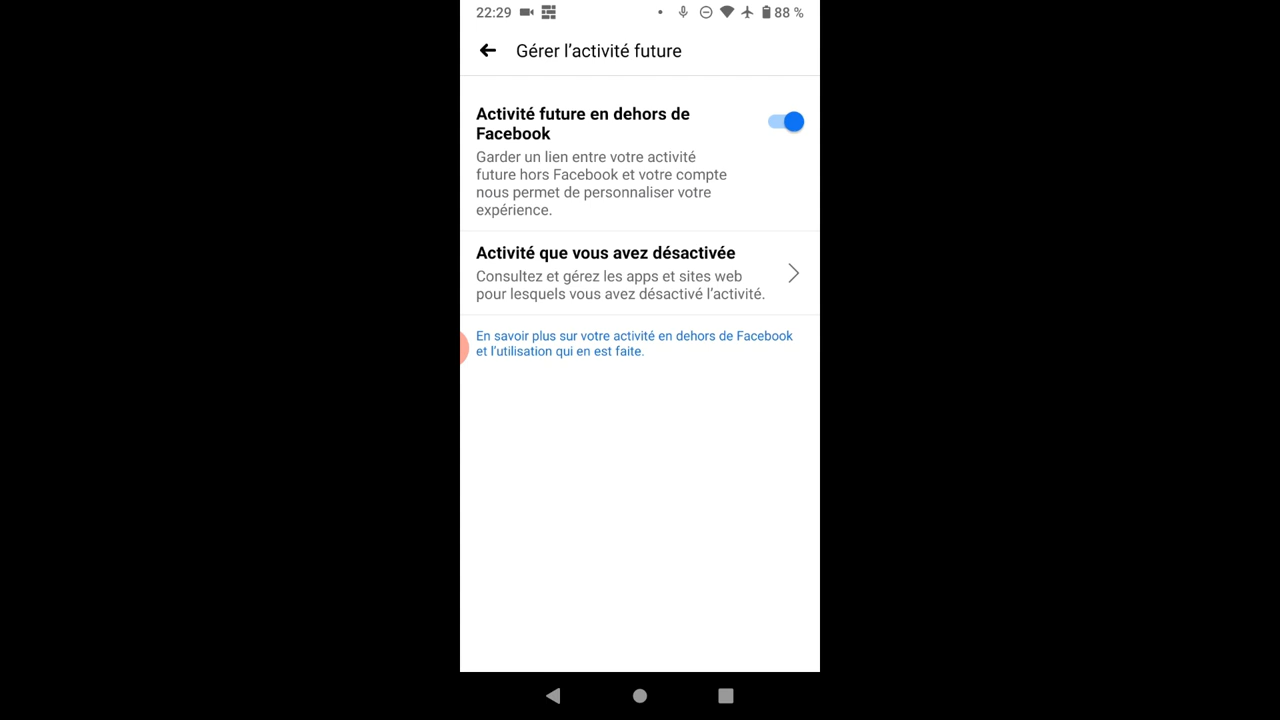 22:29 88 %
Gérer l’activité future
Activité future en dehors de
Facebook
Garder un lien entre votre activité
future hors Facebook et votre compte
nous permet de personnaliser votre
expérience.
Activité que vous avez désactivée
Consultez et gérez les apps et sites web
pour lesquels vous avez désactivé l’activité.
En savoir plus sur votre activité en dehors de Facebook
et l’utilisation qui en est faite.